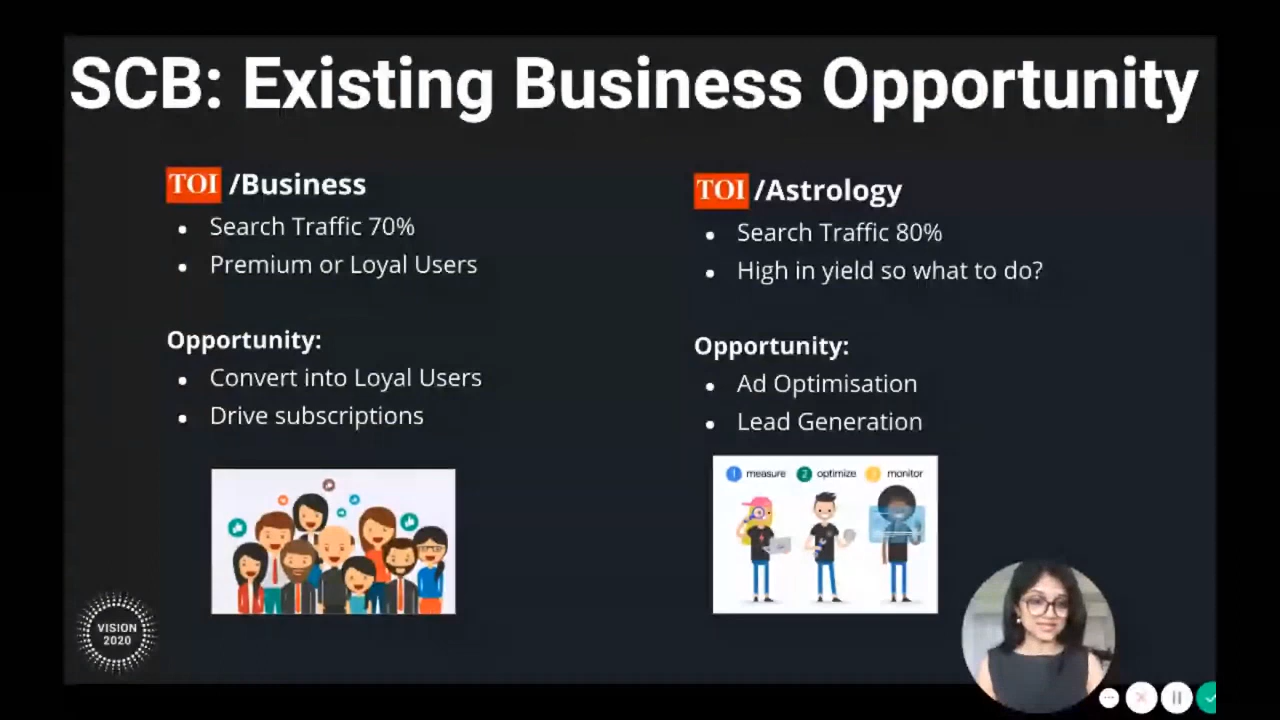 SCB: Existing Business Opportunity
TOI /Business
• Search Traffic 70%
• Premium or Loyal Users
Opportunity:
• Convert into Loyal Users
• Drive subscriptions
TOI /Astrology
• Search Traffic 80%
• High in yield so what to do?
Opportunity:
• Ad Optimisation
• Lead Generation
1 measure 2 optimize 3 monitor
VISION
2020